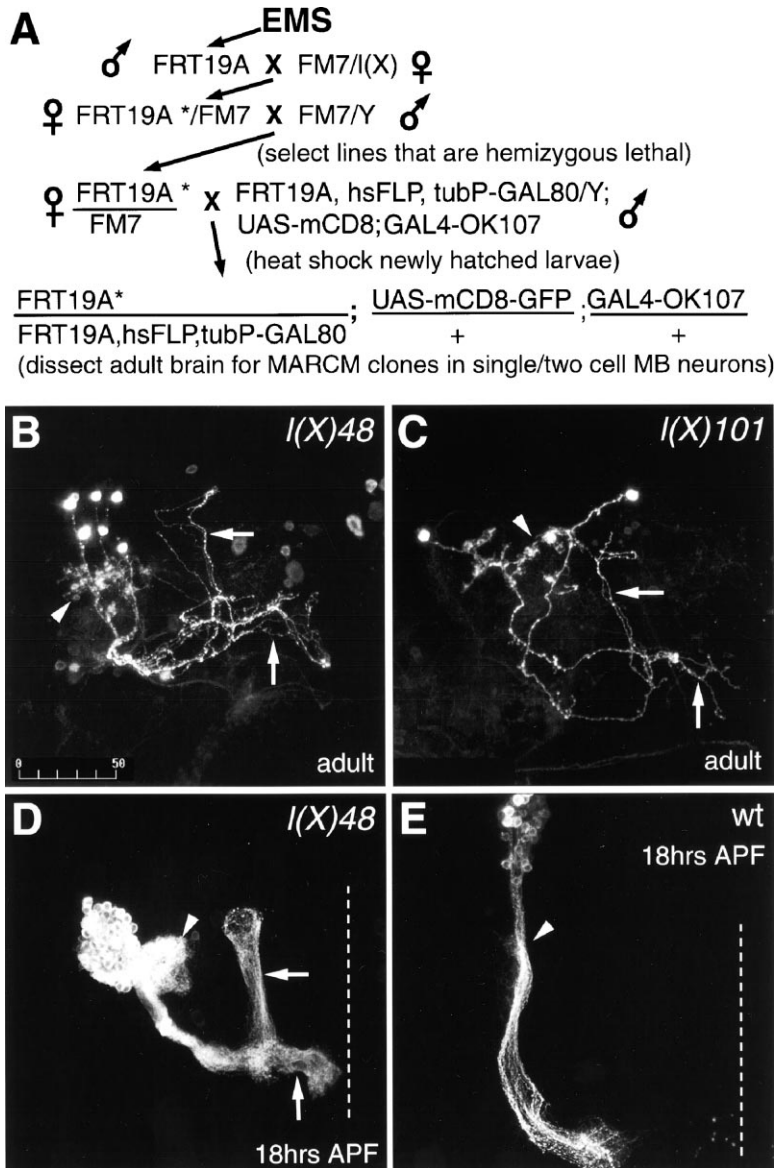 A
EMS
♂ FRT19A X FM7/l(X) ♀
♀ FRT19A */FM7 X FM7/Y ♂
(select lines that are hemizygous lethal)
♀ FRT19A * X FRT19A, hsFLP, tubP-GAL80/Y; ♂
FM7 UAS-mCD8;GAL4-OK107
(heat shock newly hatched larvae)
FRT19A* ; UAS-mCD8-GFP ; GAL4-OK107
FRT19A,hsFLP,tubP-GAL80 + +
(dissect adult brain for MARCM clones in single/two cell MB neurons)
B l(X)48
0 50
adult
C l(X)101
adult
D l(X)48
18hrs APF
E wt
18hrs APF